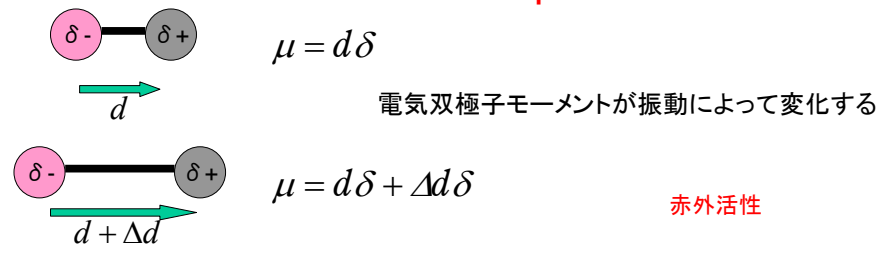 δ - δ +
μ = dδ
d
電気双極子モーメントが振動によって変化する
δ - δ +
μ = dδ + Δdδ
赤外活性
d + Δd